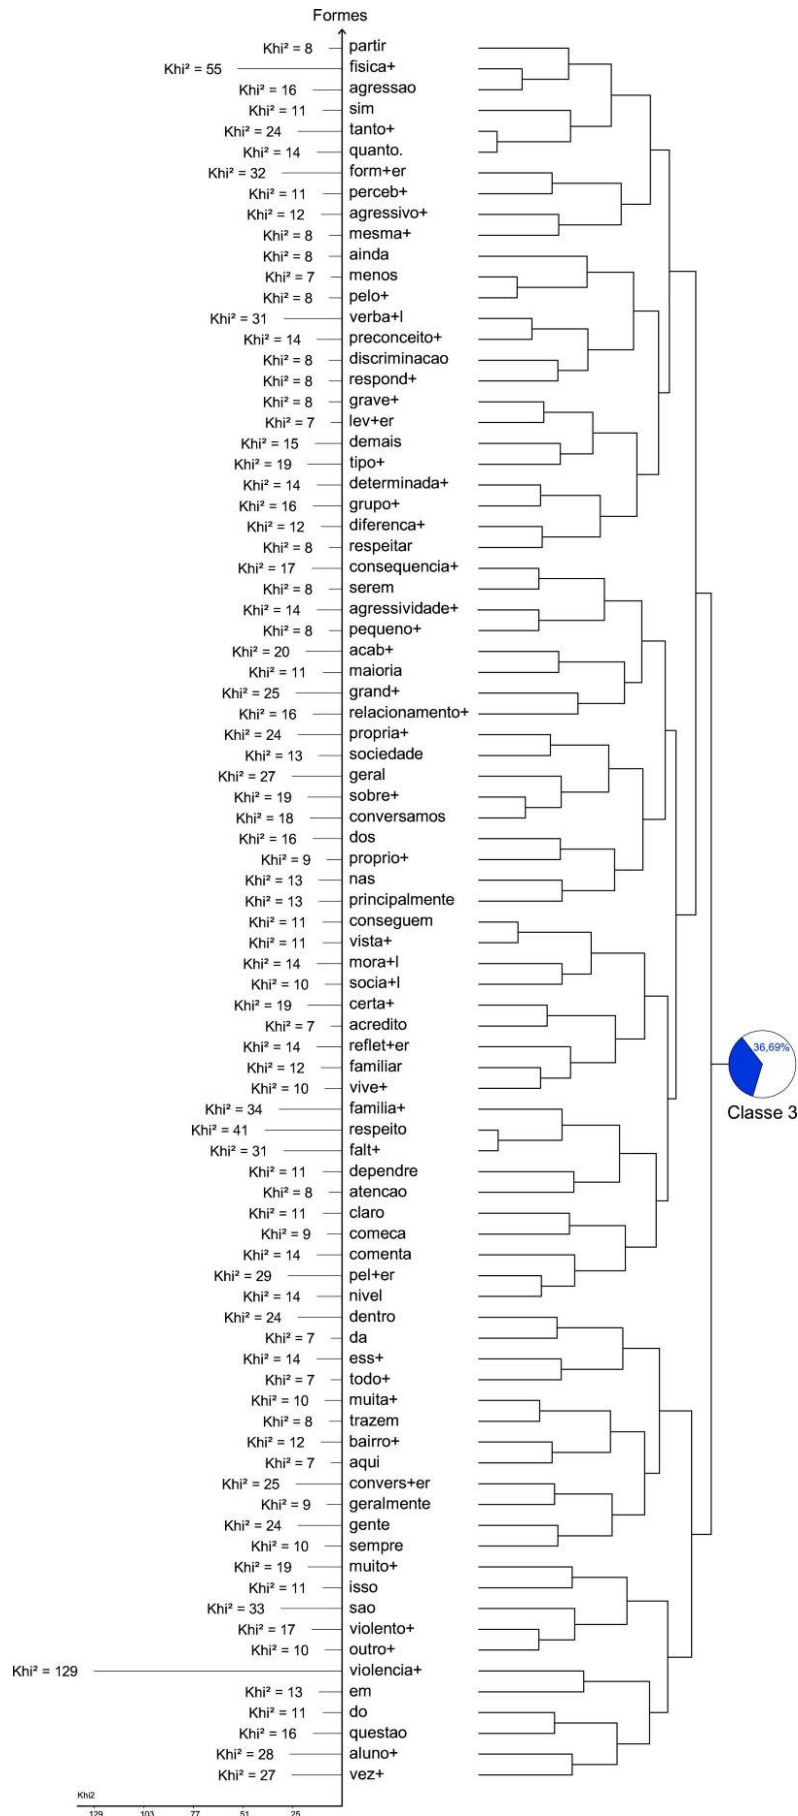 Formes
Khi² = 8 partir
Khi² = 55 fisica+
Khi² = 16 agressao
Khi² = 11 sim
Khi² = 24 tanto+
Khi² = 14 quanto.
Khi² = 32 form+er
Khi² = 11 perceb+
Khi² = 12 agressivo+
Khi² = 8 mesma+
Khi² = 8 ainda
Khi² = 7 menos
Khi² = 8 pelo+
Khi² = 31 verba+l
Khi² = 14 preconceito+
Khi² = 8 discriminacao
Khi² = 8 respond+
Khi² = 8 grave+
Khi² = 7 lev+er
Khi² = 15 demais
Khi² = 19 tipo+
Khi² = 14 determinada+
Khi² = 16 grupo+
Khi² = 12 diferenca+
Khi² = 8 respeitar
Khi² = 17 consequencia+
Khi² = 8 serem
Khi² = 14 agressividade+
Khi² = 8 pequeno+
Khi² = 20 acab+
Khi² = 11 maioria
Khi² = 25 grand+
Khi² = 16 relacionamento+
Khi² = 24 propria+
Khi² = 13 sociedade
Khi² = 27 geral
Khi² = 19 sobre+
Khi² = 18 conversamos
Khi² = 16 dos
Khi² = 9 proprio+
Khi² = 13 nas
Khi² = 13 principalmente
Khi² = 11 conseguem
Khi² = 11 vista+
Khi² = 14 mora+l
Khi² = 10 socia+l
Khi² = 19 certa+
Khi² = 7 acredito
Khi² = 14 reflet+er
Khi² = 12 familiar
Khi² = 10 vive+
36,69%
Khi² = 34 familia+
Classe 3
Khi² = 41 respeito
Khi² = 31 falt+
Khi² = 11 dependre
Khi² = 8 atencao
Khi² = 11 claro
Khi² = 9 comeca
Khi² = 14 comenta
Khi² = 29 pel+er
Khi² = 14 nivel
Khi² = 24 dentro
Khi² = 7 da
Khi² = 14 ess+
Khi² = 7 todo+
Khi² = 10 muita+
Khi² = 8 trazem
Khi² = 12 bairro+
Khi² = 7 aqui
Khi² = 25 convers+er
Khi² = 9 geralmente
Khi² = 24 gente
Khi² = 10 sempre
Khi² = 19 muito+
Khi² = 11 isso
Khi² = 33 sao
Khi² = 17 violento+
Khi² = 10 outro+
Khi² = 129 violencia+
Khi² = 13 em
Khi² = 11 do
Khi² = 16 questao
Khi² = 28 aluno+
Khi² = 27 vez+
Khi2
129 103 77 51 25